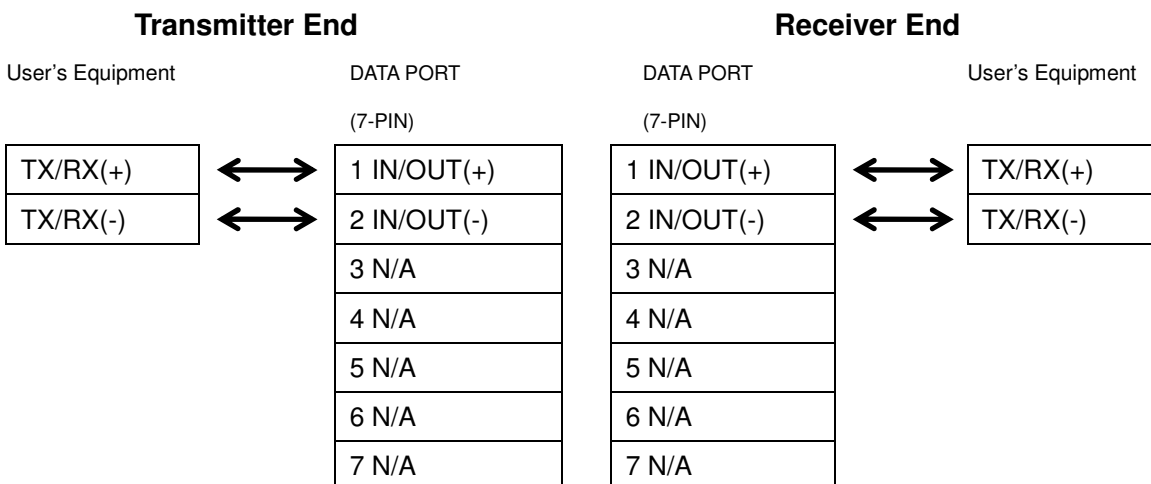 Transmitter End Receiver End
User's Equipment DATA PORT DATA PORT User's Equipment
(7-PIN) (7-PIN)
TX/RX(+) 1 IN/OUT(+) 1 IN/OUT(+) TX/RX(+)
TX/RX(-) 2 IN/OUT(-) 2 IN/OUT(-) TX/RX(-)
3 N/A 3 N/A
4 N/A 4 N/A
5 N/A 5 N/A
6 N/A 6 N/A
7 N/A 7 N/A